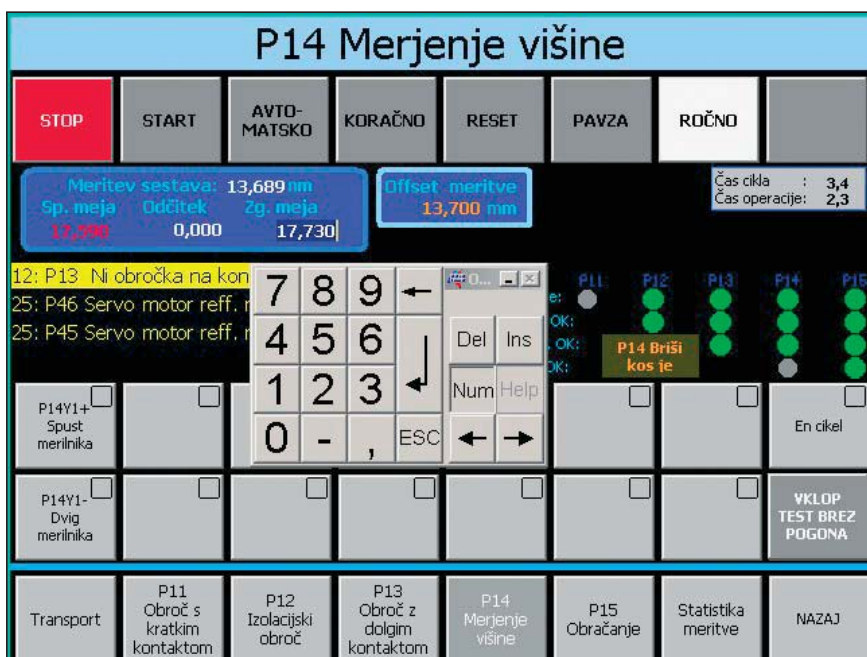 P14 Merjenje višine
STOP
START
AVTO-
MATSKO
KORAČNO
RESET
PAVZA
ROČNO
Meritev sestava: 13,689 mm
Sp. meja Odčitek Zg. meja
0,000 17,730
Offset meritve
13,700 mm
Čas cikla : 3,4
Čas operacije: 2,3
12: P13 Ni obročka na kon
25: P46 Servo motor reff.
25: P45 Servo motor reff.
7 8 9 ←
4 5 6
1 2 3
0 - , ESC
O...
Del Ins
Num Help
← →
P11 P12 P13 P14 P15
e:
OK:
OK:
OK:
P14 Briši
kos je
P14Y1+
Spust
merilnika
En cikel
P14Y1-
Dvig
merilnika
VKLOP
TEST BREZ
POGONA
Transport
P11
Obroč s
kratkim
kontaktom
P12
Izolacijski
obroč
P13
Obroč z
dolgim
kontaktom
P14
Merjenje
višine
P15
Obračanje
Statistika
meritve
NAZAJ